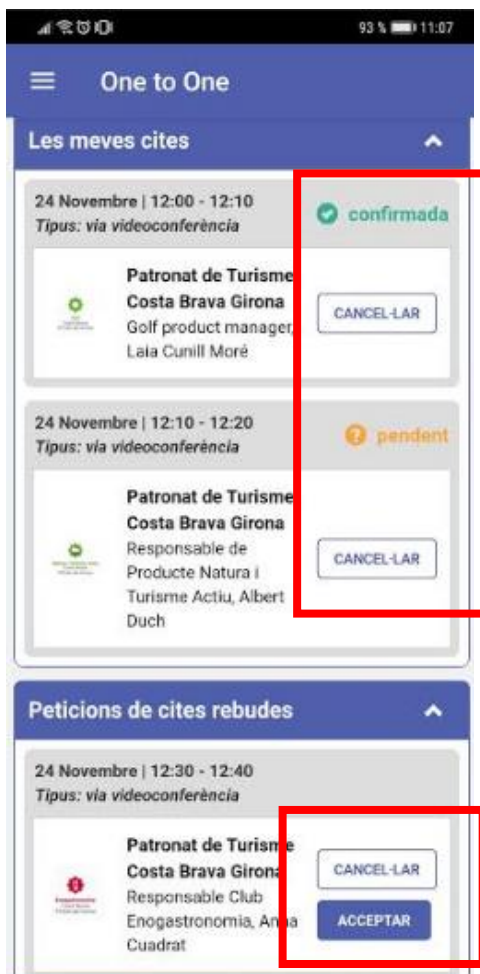 93 % 11:07
One to One
Les meves cites
24 Novembre | 12:00 - 12:10
Tipus: via videoconferència
confirmada
Patronat de Turisme
Costa Brava Girona
Golf product manager,
Laia Cunill Moré
CANCEL·LAR
24 Novembre | 12:10 - 12:20
Tipus: via videoconferència
pendent
Patronat de Turisme
Costa Brava Girona
Responsable de
Producte Natura i
Turisme Actiu, Albert
Duch
CANCEL·LAR
Peticions de cites rebudes
24 Novembre | 12:30 - 12:40
Tipus: via videoconferència
Patronat de Turisme
Costa Brava Girona
Responsable Club
Enogastronomia, Anna
Cuadrat
CANCEL·LAR
ACCEPTAR